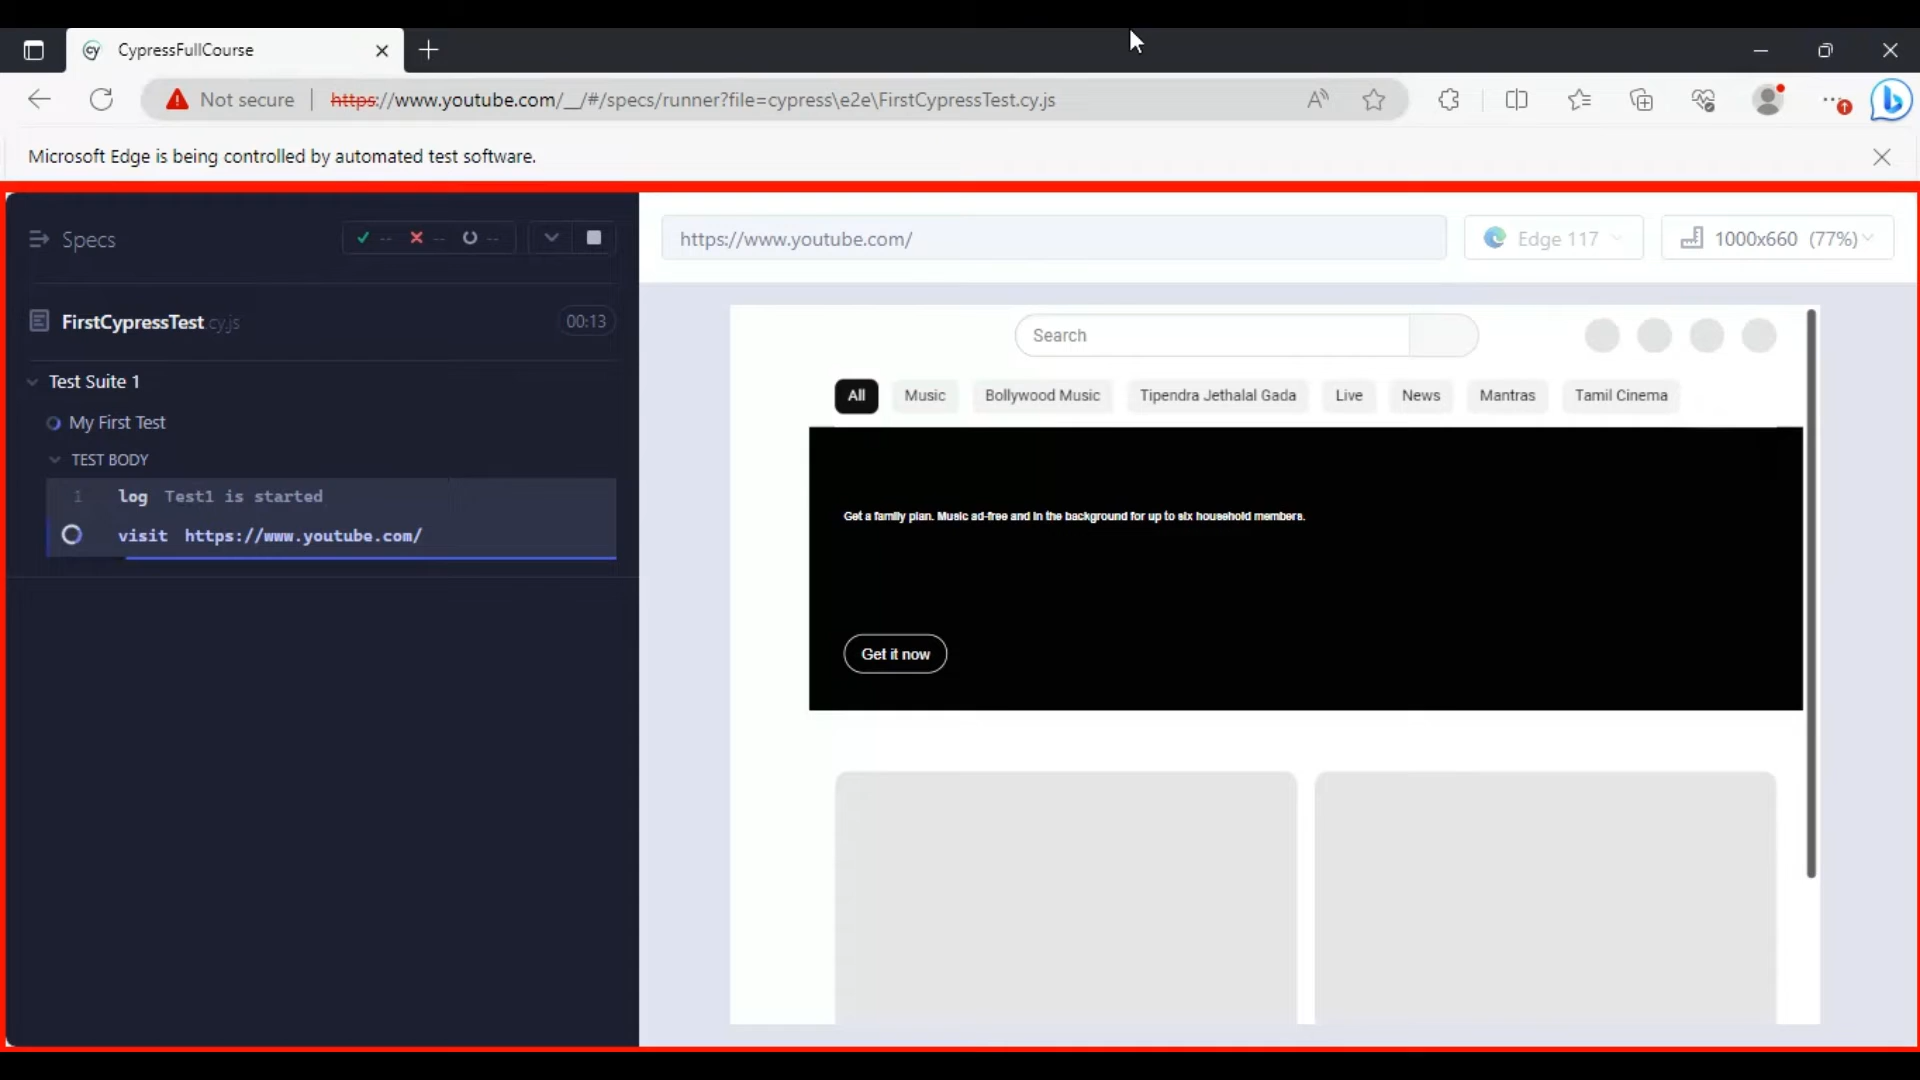 CypressFullCourse
Not secure | https://www.youtube.com/__/#/specs/runner?file=cypress\e2e\FirstCypressTest.cy.js
Microsoft Edge is being controlled by automated test software.
Specs
-- -- --
https://www.youtube.com/
Edge 117
1000x660 (77%)
FirstCypressTest.cy.js
00:13
Test Suite 1
My First Test
TEST BODY
1 log Test1 is started
visit https://www.youtube.com/
Search
All Music Bollywood Music Tipendra Jethalal Gada Live News Mantras Tamil Cinema
Get a family plan. Music ad-free and in the background for up to six household members.
Get it now